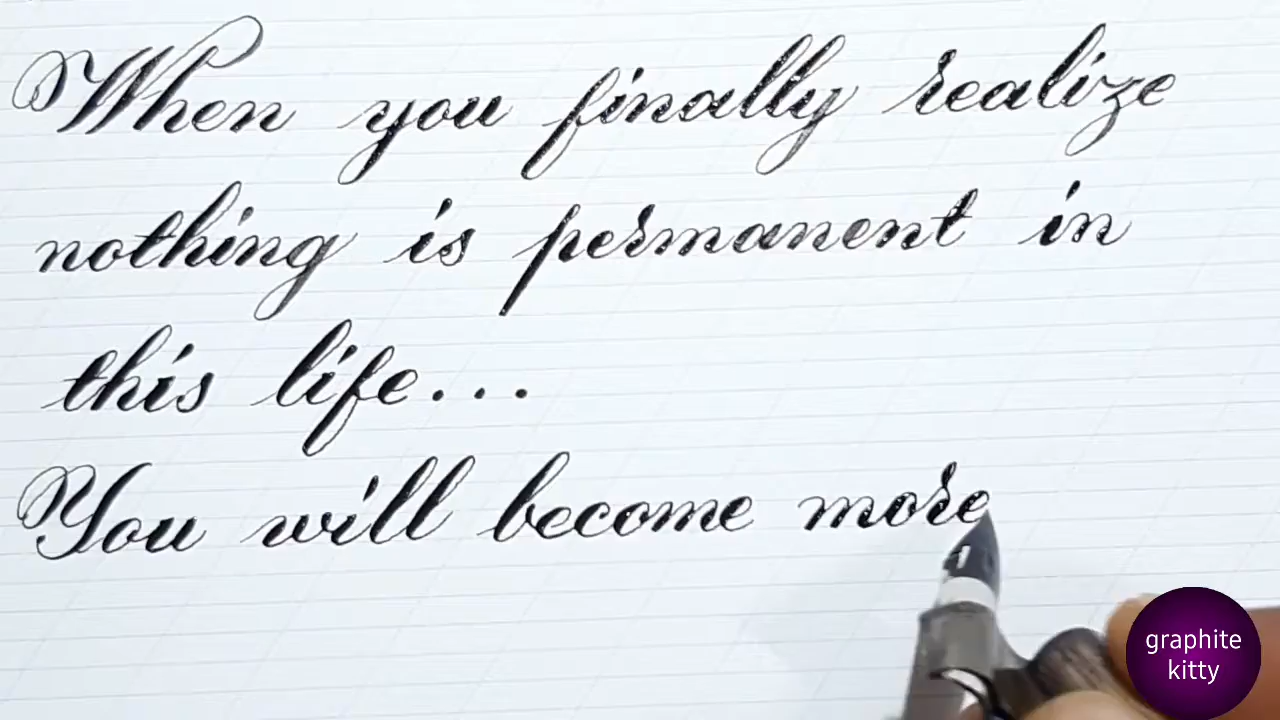 When you finally realize
nothing is permanent in
this life...
You will become more
graphite
kitty